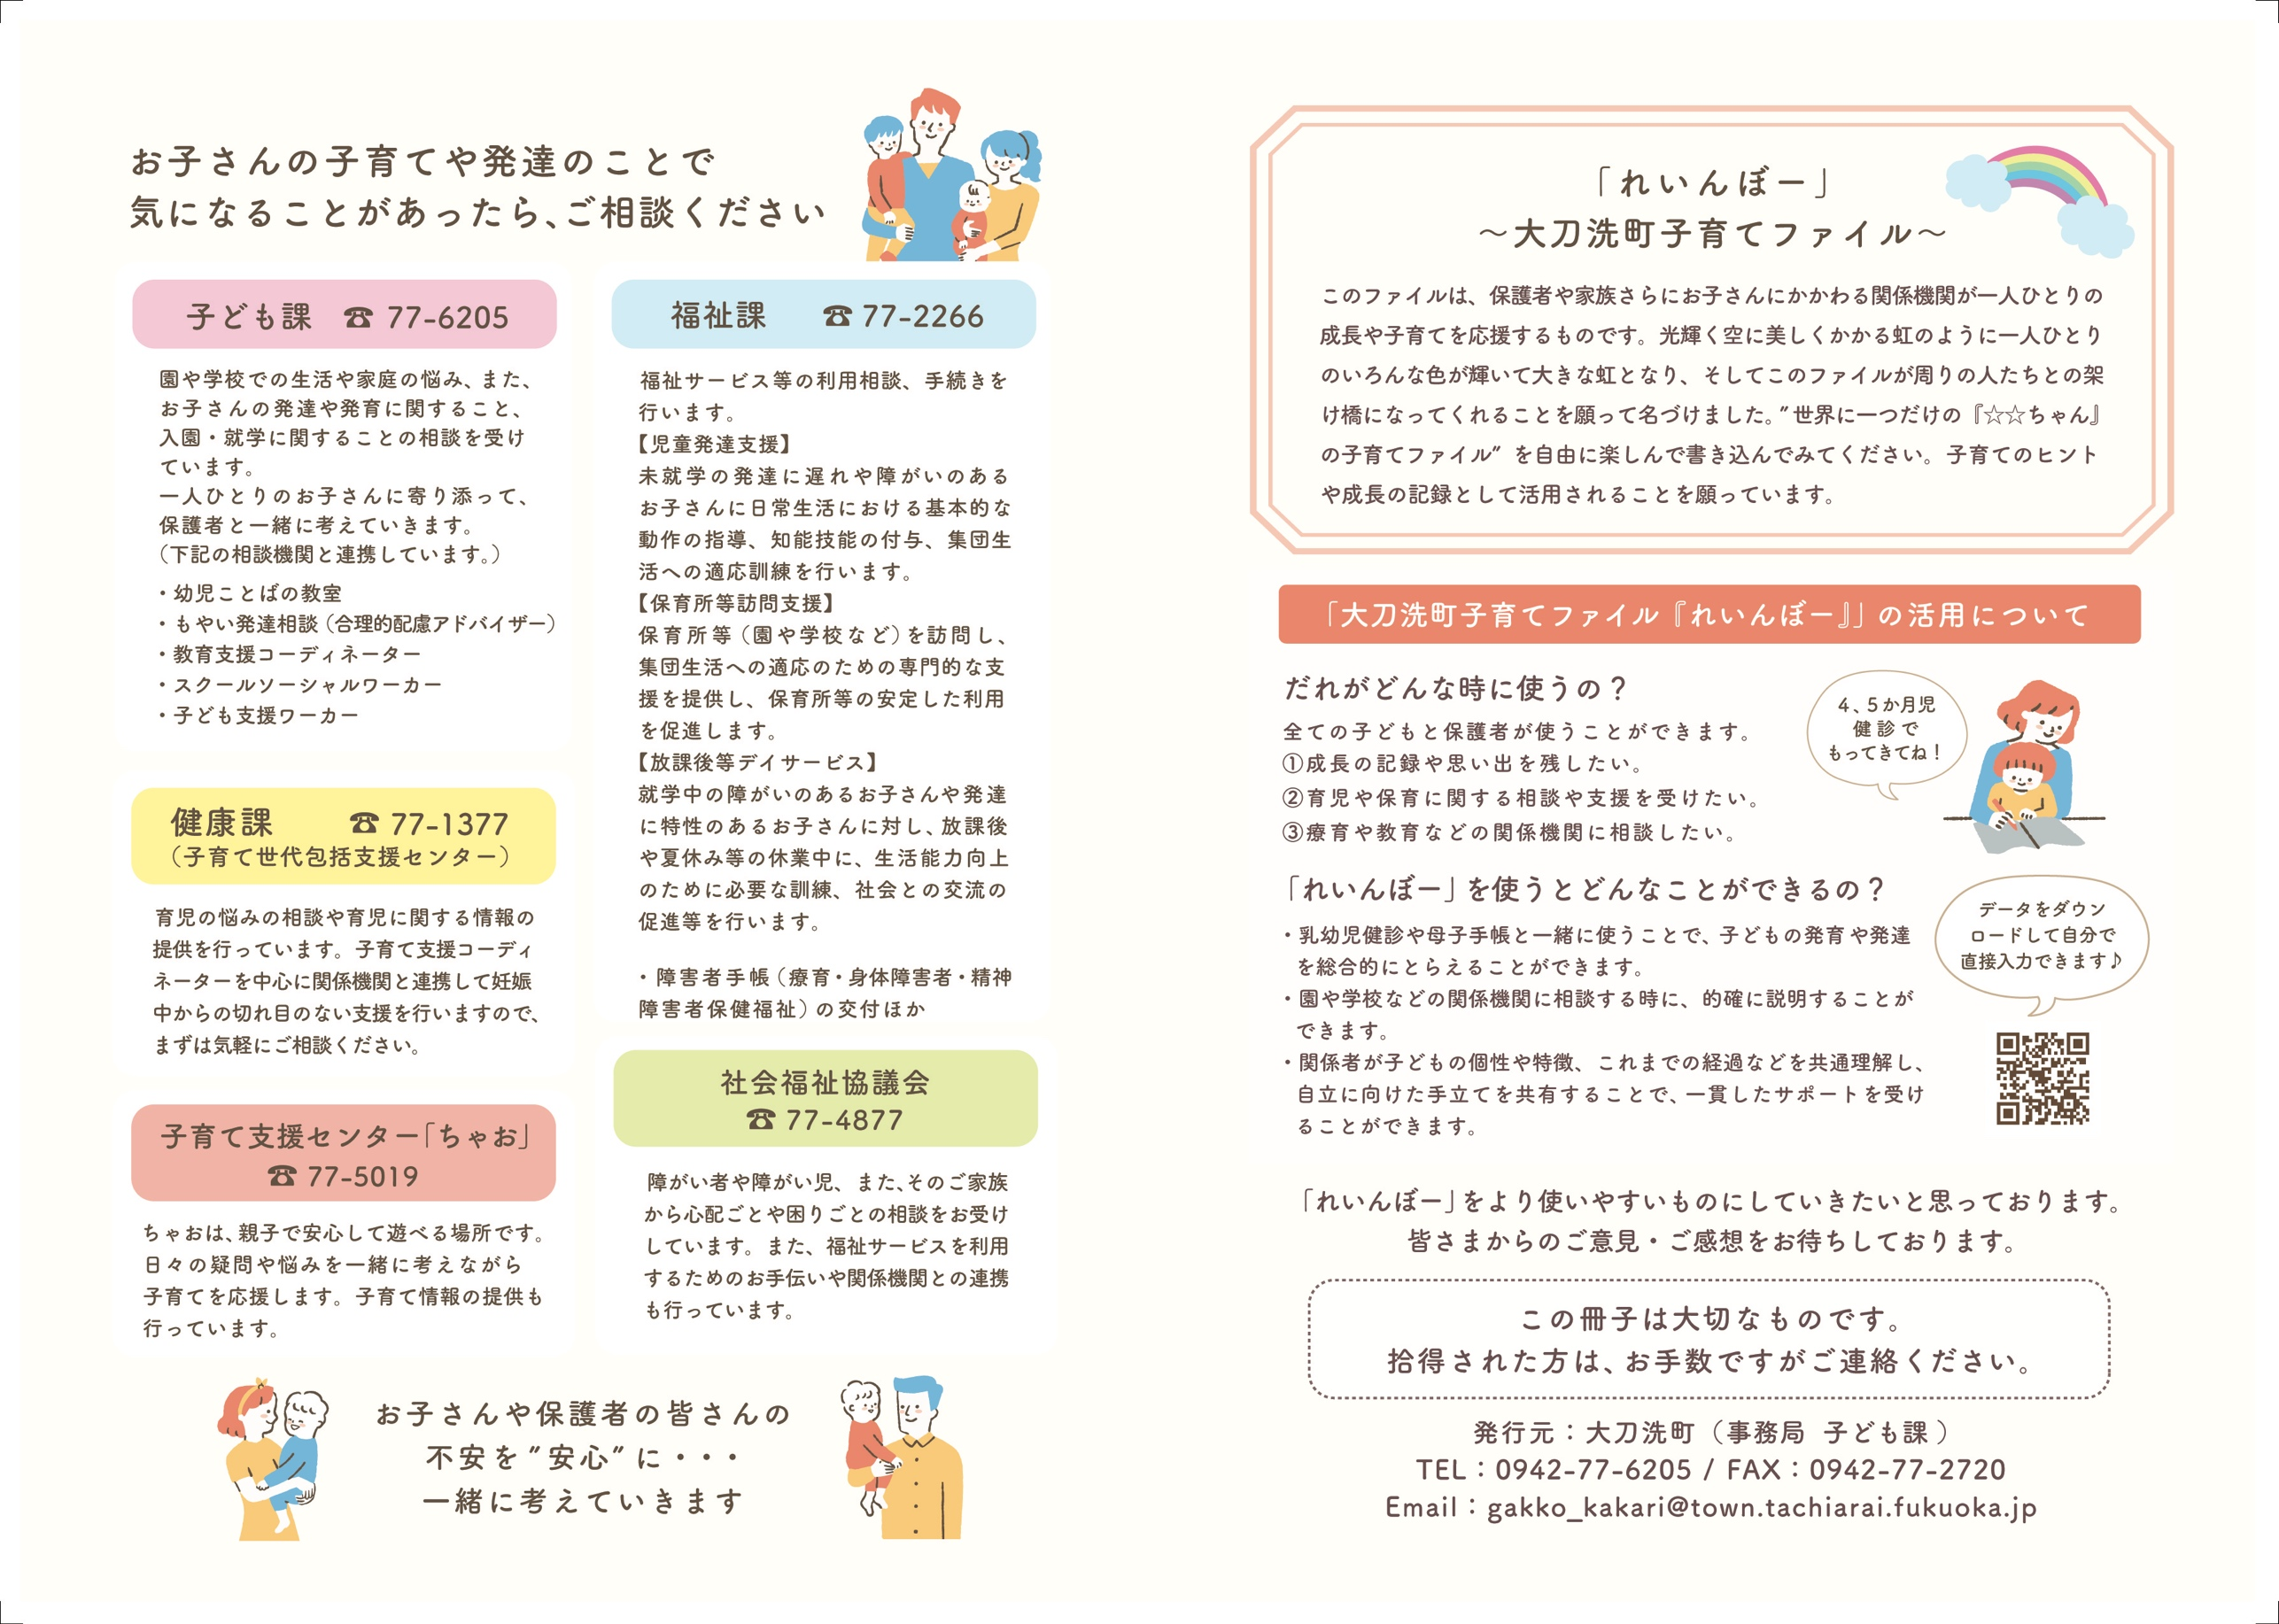 お子さんの子育てや発達のことで
気になることがあったら、ご相談ください
子ども課 ☎ 77-6205
園や学校での生活や家庭の悩み、また、
お子さんの発達や発育に関すること、
入園・就学に関することの相談を受け
ています。
一人ひとりのお子さんに寄り添って、
保護者と一緒に考えていきます。
（下記の相談機関と連携しています。）
・幼児ことばの教室
・もやい発達相談（合理的配慮アドバイザー）
・教育支援コーディネーター
・スクールソーシャルワーカー
・子ども支援ワーカー
健康課 ☎ 77-1377
（子育て世代包括支援センター）
育児の悩みの相談や育児に関する情報の
提供を行っています。子育て支援コーディ
ネーターを中心に関係機関と連携して妊娠
中からの切れ目のない支援を行いますので、
まずは気軽にご相談ください。
子育て支援センター「ちゃお」
☎ 77-5019
ちゃおは、親子で安心して遊べる場所です。
日々の疑問や悩みを一緒に考えながら
子育てを応援します。子育て情報の提供も
行っています。
福祉課 ☎ 77-2266
福祉サービス等の利用相談、手続きを
行います。
【児童発達支援】
未就学の発達に遅れや障がいのある
お子さんに日常生活における基本的な
動作の指導、知能技能の付与、集団生
活への適応訓練を行います。
【保育所等訪問支援】
保育所等（園や学校など）を訪問し、
集団生活への適応のための専門的な支
援を提供し、保育所等の安定した利用
を促進します。
【放課後等デイサービス】
就学中の障がいのあるお子さんや発達
に特性のあるお子さんに対し、放課後
や夏休み等の休業中に、生活能力向上
のために必要な訓練、社会との交流の
促進等を行います。
・障害者手帳（療育・身体障害者・精神
障害者保健福祉）の交付ほか
社会福祉協議会
☎ 77-4877
障がい者や障がい児、また、そのご家族
から心配ごとや困りごとの相談をお受け
しています。また、福祉サービスを利用
するためのお手伝いや関係機関との連携
も行っています。
お子さんや保護者の皆さんの
不安を”安心”に・・・
一緒に考えていきます
「れいんぼー」
～大刀洗町子育てファイル～
このファイルは、保護者や家族さらにお子さんにかかわる関係機関が一人ひとりの
成長や子育てを応援するものです。光輝く空に美しくかかる虹のように一人ひとり
のいろんな色が輝いて大きな虹となり、そしてこのファイルが周りの人たちとの架
け橋になってくれることを願って名づけました。”世界に一つだけの『☆☆ちゃん』
の子育てファイル”を自由に楽しんで書き込んでみてください。子育てのヒント
や成長の記録として活用されることを願っています。
「大刀洗町子育てファイル『れいんぼー』」の活用について
だれがどんな時に使うの？
全ての子どもと保護者が使うことができます。
①成長の記録や思い出を残したい。
②育児や保育に関する相談や支援を受けたい。
③療育や教育などの関係機関に相談したい。
4、5か月児
健診で
もってきてね！
「れいんぼー」を使うとどんなことができるの？
・乳幼児健診や母子手帳と一緒に使うことで、子どもの発育や発達
を総合的にとらえることができます。
・園や学校などの関係機関に相談する時に、的確に説明することが
できます。
・関係者が子どもの個性や特徴、これまでの経過などを共通理解し、
自立に向けた手立てを共有することで、一貫したサポートを受け
ることができます。
データをダウン
ロードして自分で
直接入力できます♪
「れいんぼー」をより使いやすいものにしていきたいと思っております。
皆さまからのご意見・ご感想をお待ちしております。
この冊子は大切なものです。
拾得された方は、お手数ですがご連絡ください。
発行元：大刀洗町（事務局 子ども課）
TEL：0942-77-6205 / FAX：0942-77-2720
Email：gakko_kakari@town.tachiarai.fukuoka.jp